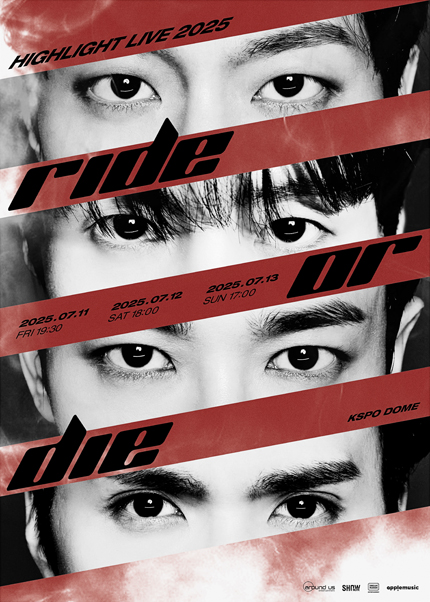 HIGHLIGHT LIVE 2025
ride
or
2025.07.11
FRI 19:30
2025.07.12
SAT 18:00
2025.07.13
SUN 17:00
die
KSPO DOME
around us
SHOW
applemusic